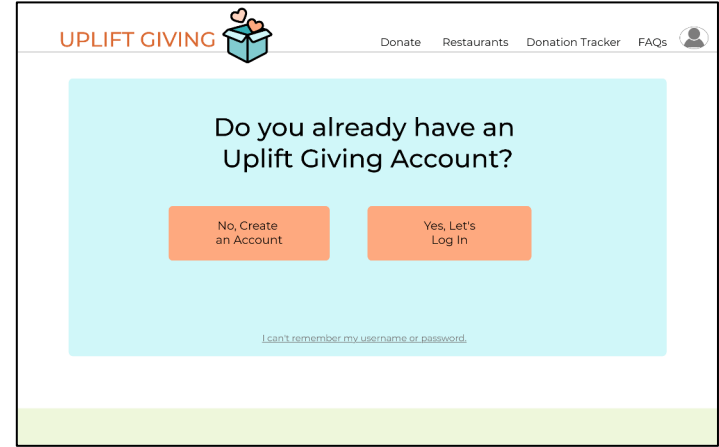 UPLIFT GIVING
Donate Restaurants Donation Tracker FAQs
Do you already have an
Uplift Giving Account?
No, Create
an Account
Yes, Let's
Log In
I can't remember my username or password.